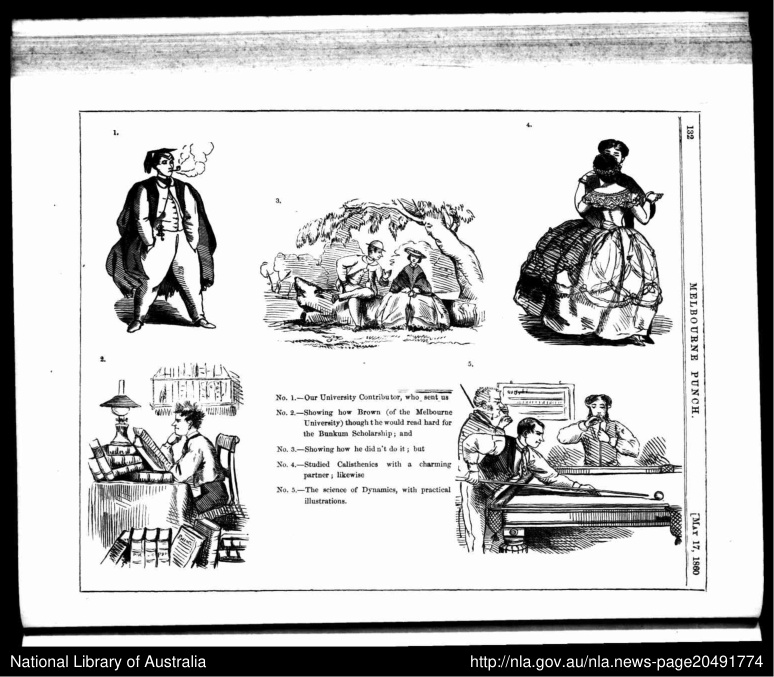 1.
4.
3.
2.
5.
No. 1.—Our University Contributor, who sent us
No. 2.—Showing how Brown (of the Melbourne
University) though t he would read hard for
the Bunkum Scholarship; and
No. 3.—Showing how he did n't do it; but
No. 4.—Studied Calisthenics with a charming
partner; likewise
No. 5.—The science of Dynamics, with practical
illustrations.
132
MELBOURNE PUNCH.
[MAY 17, 1860
National Library of Australia
http://nla.gov.au/nla.news-page20491774